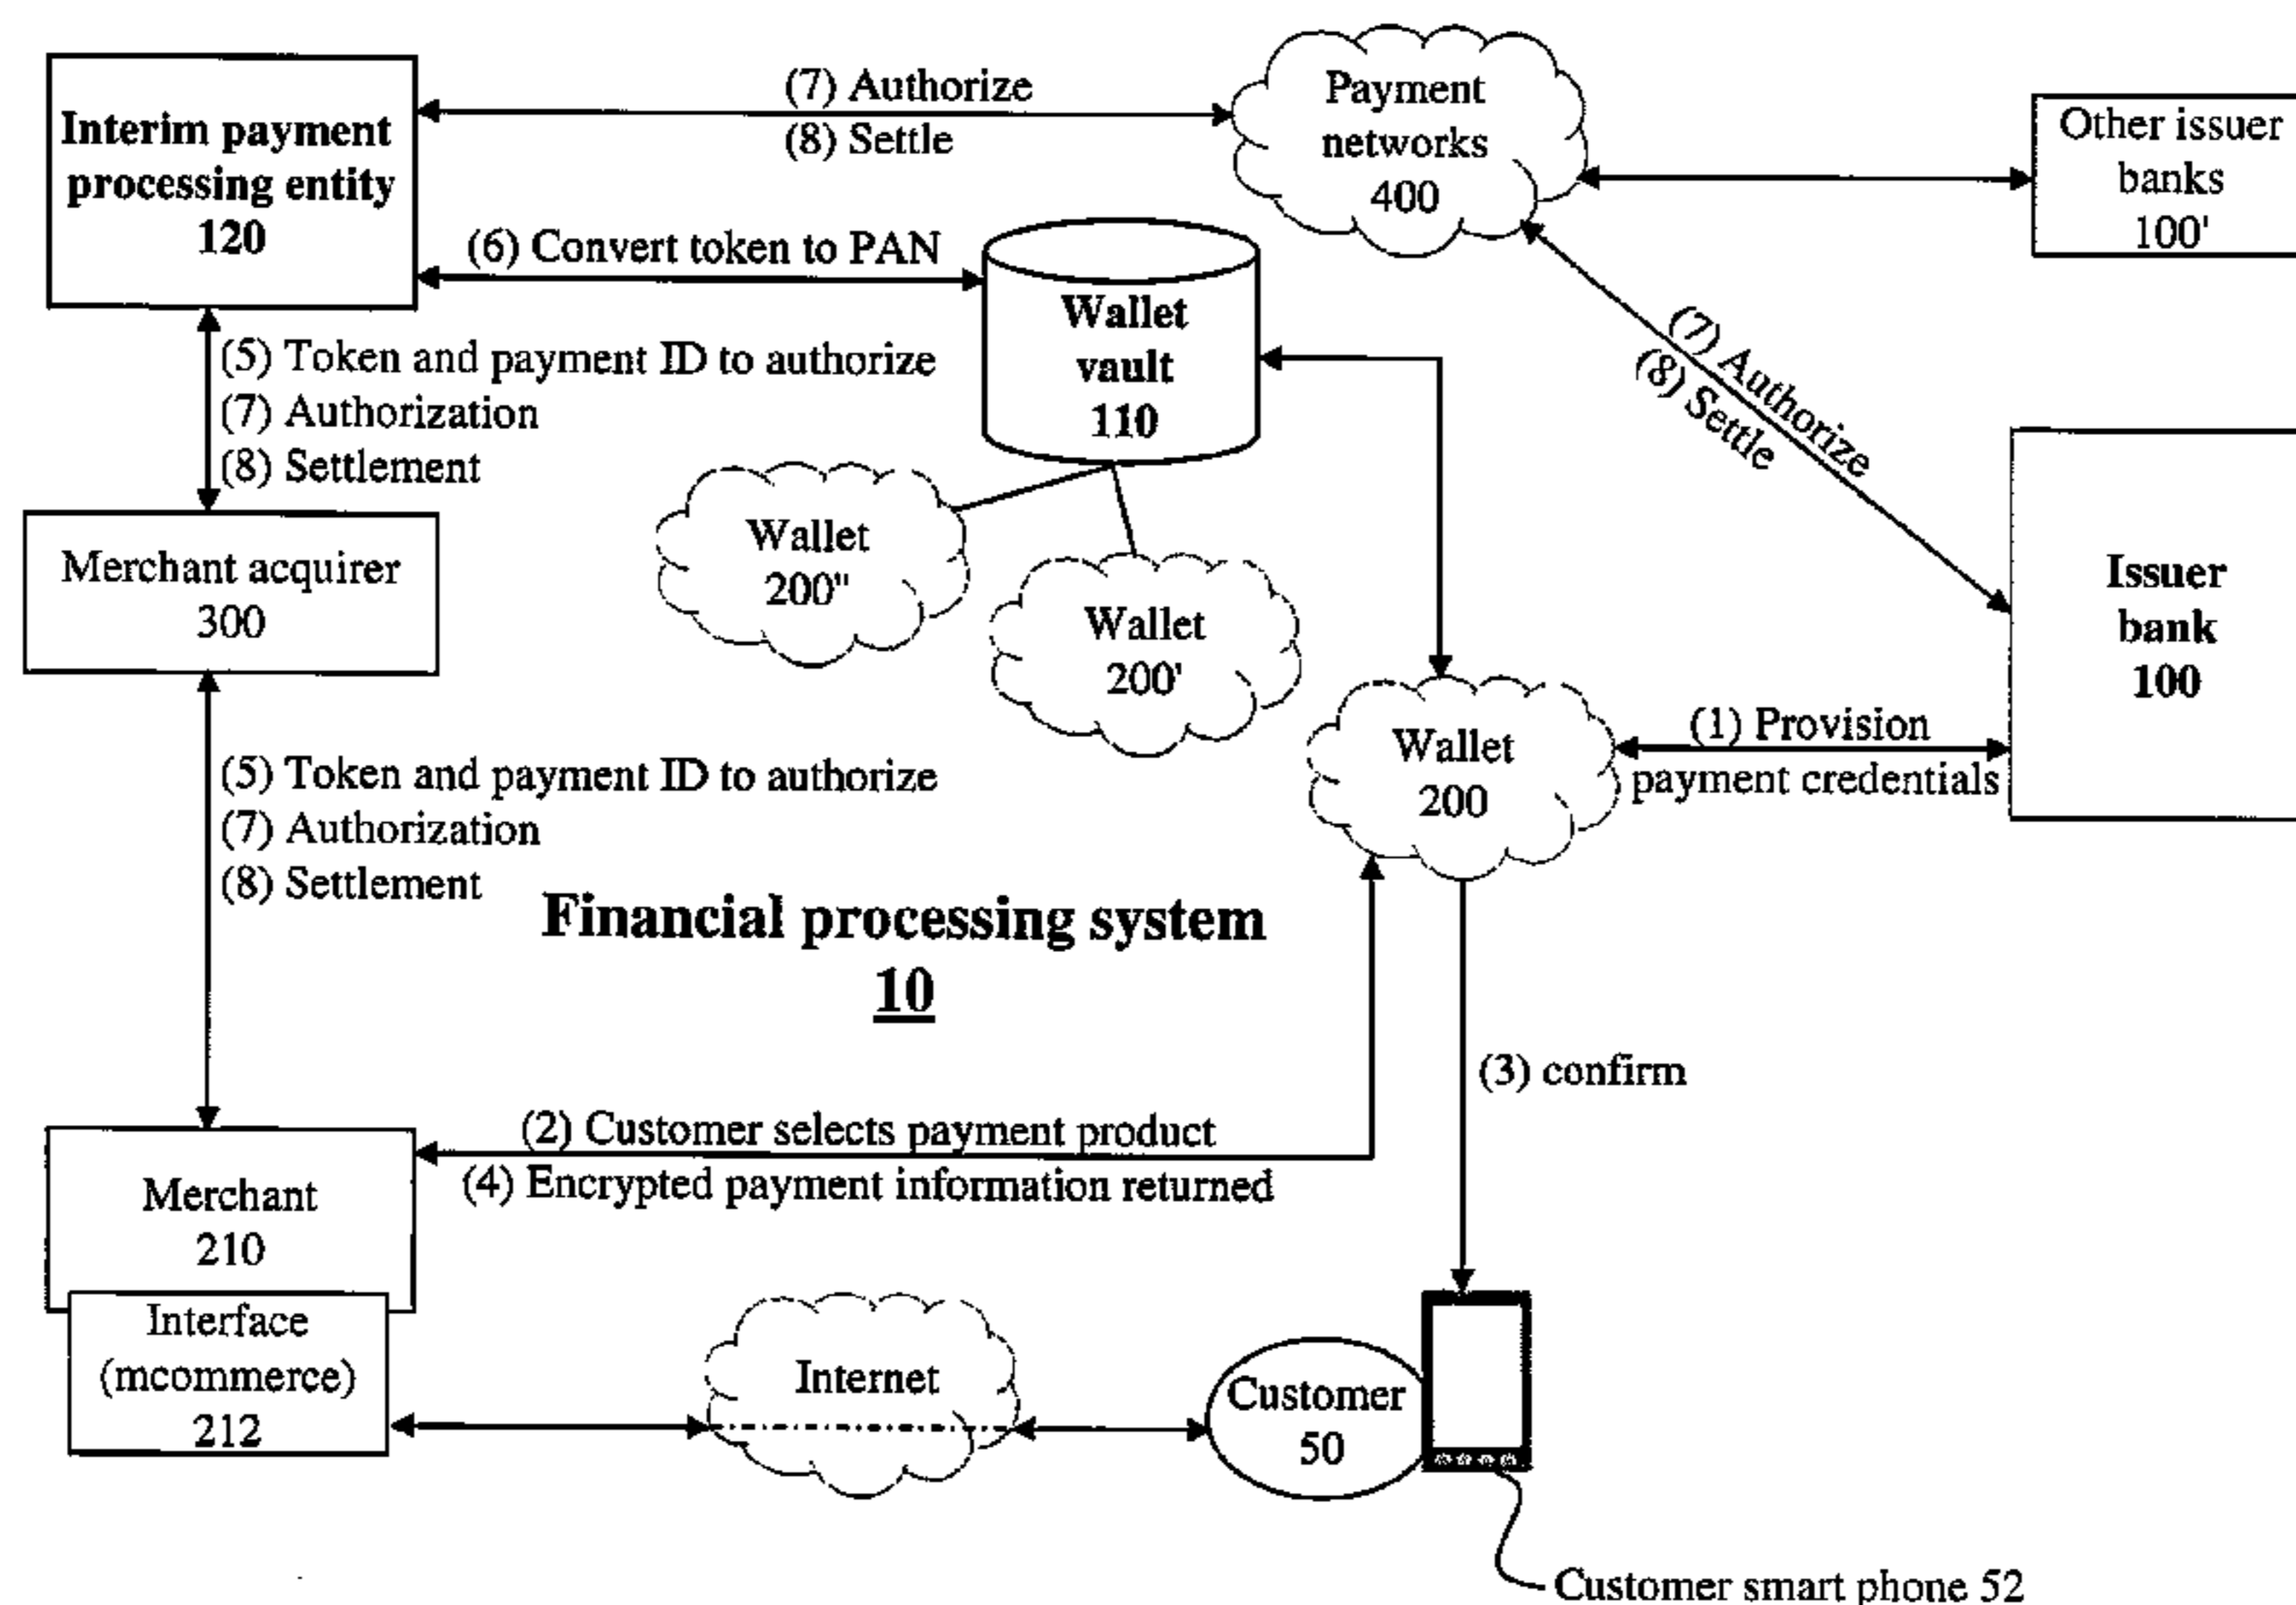 Interim payment
processing entity
120
(7) Authorize
(8) Settle
Payment
networks
400
Other issuer
banks
100'
(6) Convert token to PAN
Wallet
vault
110
(7) Authorize
(8) Settle
(5) Token and payment ID to authorize
(7) Authorization
(8) Settlement
Merchant acquirer
300
Wallet
200"
Wallet
200'
Issuer
bank
100
Wallet
200
(1) Provision
payment credentials
(5) Token and payment ID to authorize
(7) Authorization
(8) Settlement
Financial processing system
10
(3) confirm
(2) Customer selects payment product
(4) Encrypted payment information returned
Merchant
210
Interface
(mcommerce)
212
Internet
Customer
50
Customer smart phone 52